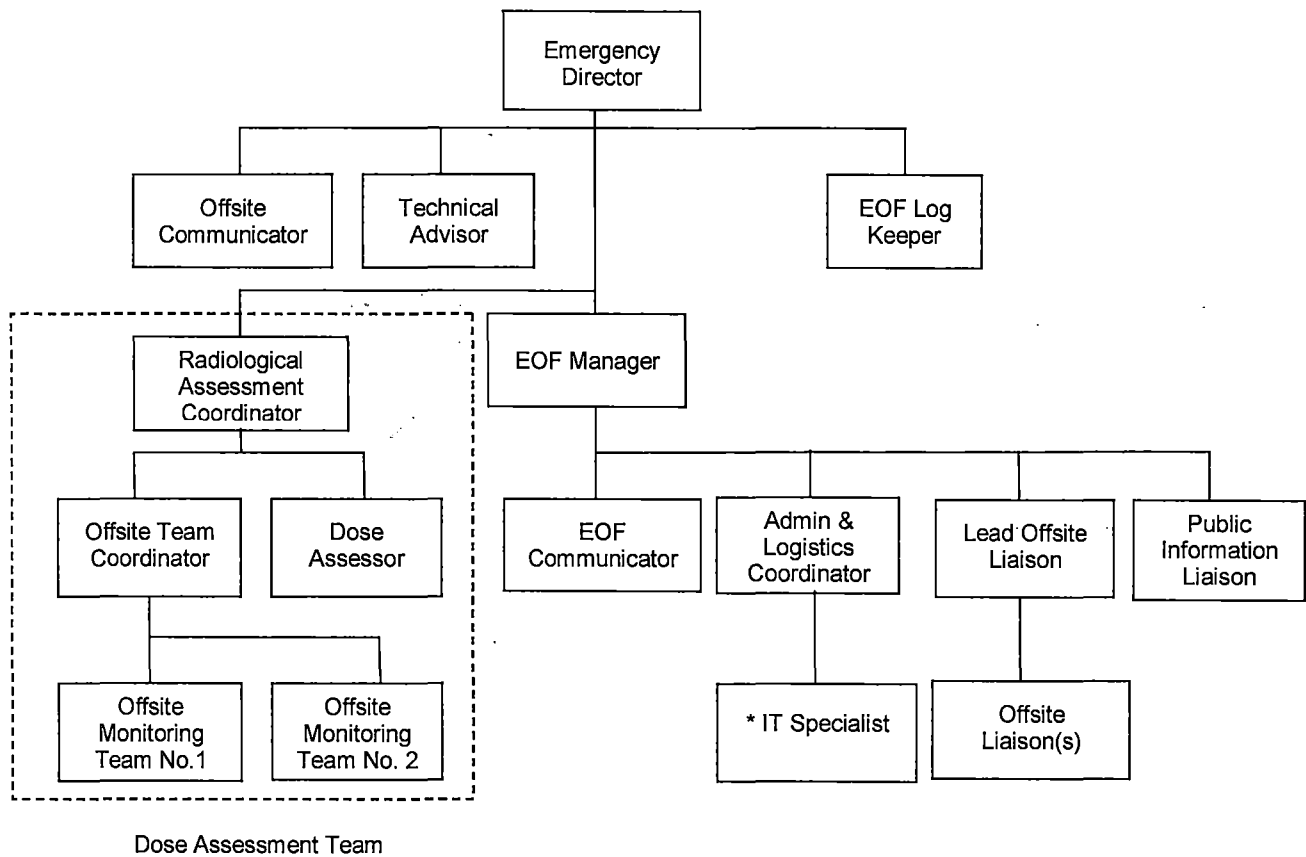 Emergency
Director
Offsite
Communicator
Technical
Advisor
EOF Log
Keeper
Radiological
Assessment
Coordinator
EOF Manager
Offsite Team
Coordinator
Dose
Assessor
EOF
Communicator
Admin &
Logistics
Coordinator
Lead Offsite
Liaison
Public
Information
Liaison
Offsite
Monitoring
Team No.1
Offsite
Monitoring
Team No. 2
* IT Specialist
Offsite
Liaison(s)
Dose Assessment Team